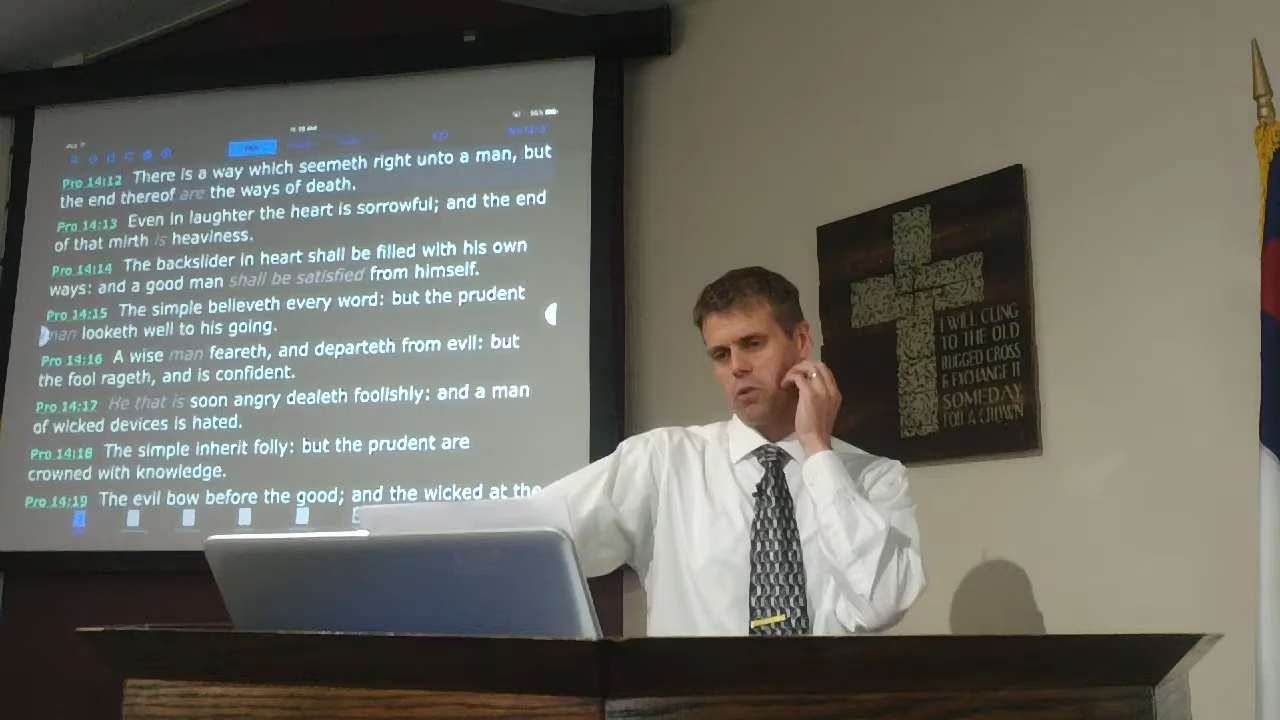 Pro 14:12 There is a way which seemeth right unto a man, but
the end thereof are the ways of death.
Pro 14:13 Even in laughter the heart is sorrowful; and the end
of that mirth is heaviness.
Pro 14:14 The backslider in heart shall be filled with his own
ways: and a good man shall be satisfied from himself.
Pro 14:15 The simple believeth every word: but the prudent
man looketh well to his going.
Pro 14:16 A wise man feareth, and departeth from evil: but
the fool rageth, and is confident.
Pro 14:17 He that is soon angry dealeth foolishly: and a man
of wicked devices is hated.
Pro 14:18 The simple inherit folly: but the prudent are
crowned with knowledge.
Pro 14:19 The evil bow before the good; and the wicked at the
I WILL CLING
TO THE OLD
RUGGED CROSS
& EXCHANGE IT
SOMEDAY
FOR A CROWN